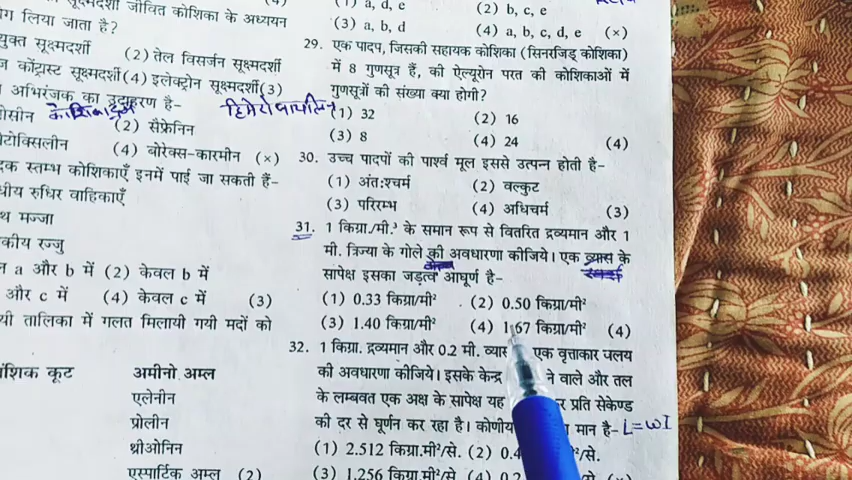 सूक्ष्मदर्शी जीवित कोशिका के अध्ययन
लिया जाता है?
सूक्ष्मदर्शी (2) तेल विसर्जन सूक्ष्मदर्शी
कोंट्रास्ट सूक्ष्मदर्शी (4) इलेक्ट्रोन सूक्ष्मदर्शी (3)
अभिरंजक का उदाहरण है-
(2) सैफ्रेनिन
(4) बोरेक्स-कारमीन (×)
स्तम्भ कोशिकाएँ इनमें पाई जा सकती हैं-
रुधिर वाहिकाएँ
मज्जा
रज्जु
a और b में (2) केवल b में
और c में (4) केवल c में (3)
तालिका में गलत मिलायी गयी मदों को
कूट अमीनो अम्ल
एलेनीन
प्रोलीन
थ्रीओनिन
एस्पार्टिक अम्ल (2)
(1) a, d, e (2) b, c, e
(3) a, b, d (4) a, b, c, d, e (×)
29. एक पादप, जिसकी सहायक कोशिका (सिनरजिड् कोशिका)
में 8 गुणसूत्र हैं, की ऐल्यूरोन परत की कोशिकाओं में
गुणसूत्रों की संख्या क्या होगी?
(1) 32 (2) 16
(3) 8 (4) 24 (4)
30. उच्च पादपों की पार्श्व मूल इससे उत्पन्न होती है-
(1) अंतःश्चर्म (2) वल्कुट
(3) परिरम्भ (4) अधिचर्म (3)
31. 1 किग्रा./मी.³ के समान रूप से वितरित द्रव्यमान और 1
मी. त्रिज्या के गोले की अवधारणा कीजिये। एक व्यास के
सापेक्ष इसका जड़त्व आघूर्ण है-
(1) 0.33 किग्रा/मी² (2) 0.50 किग्रा/मी²
(3) 1.40 किग्रा/मी² (4) 1.67 किग्रा/मी² (4)
32. 1 किग्रा. द्रव्यमान और 0.2 मी. एक वृत्ताकार वलय
की अवधारणा कीजिये। इसके केन्द्र वाले और तल
के लम्बवत एक अक्ष के सापेक्ष यह प्रति सेकेण्ड
की दर से घूर्णन कर रहा है। मान है- L=ωI
(1) 2.512 किग्रा.मी²/से. (2)
(3) 1.256 किग्रा.मी²/से (4)